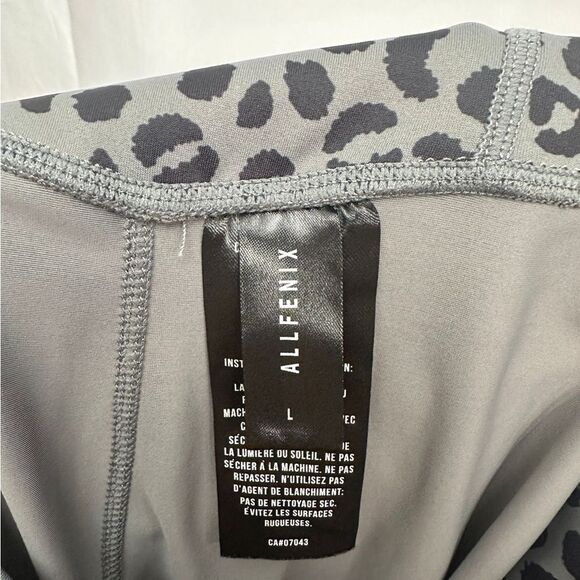 ALLFENIX
L
LA LUMIERE DU SOLEIL. NE PAS
SÉCHER À LA MACHINE. NE PAS
REPASSER. N'UTILISEZ PAS
D'AGENT DE BLANCHIMENT;
PAS DE NETTOYAGE SEC.
ÉVITEZ LES SURFACES
RUGUEUSES.
CA#07043